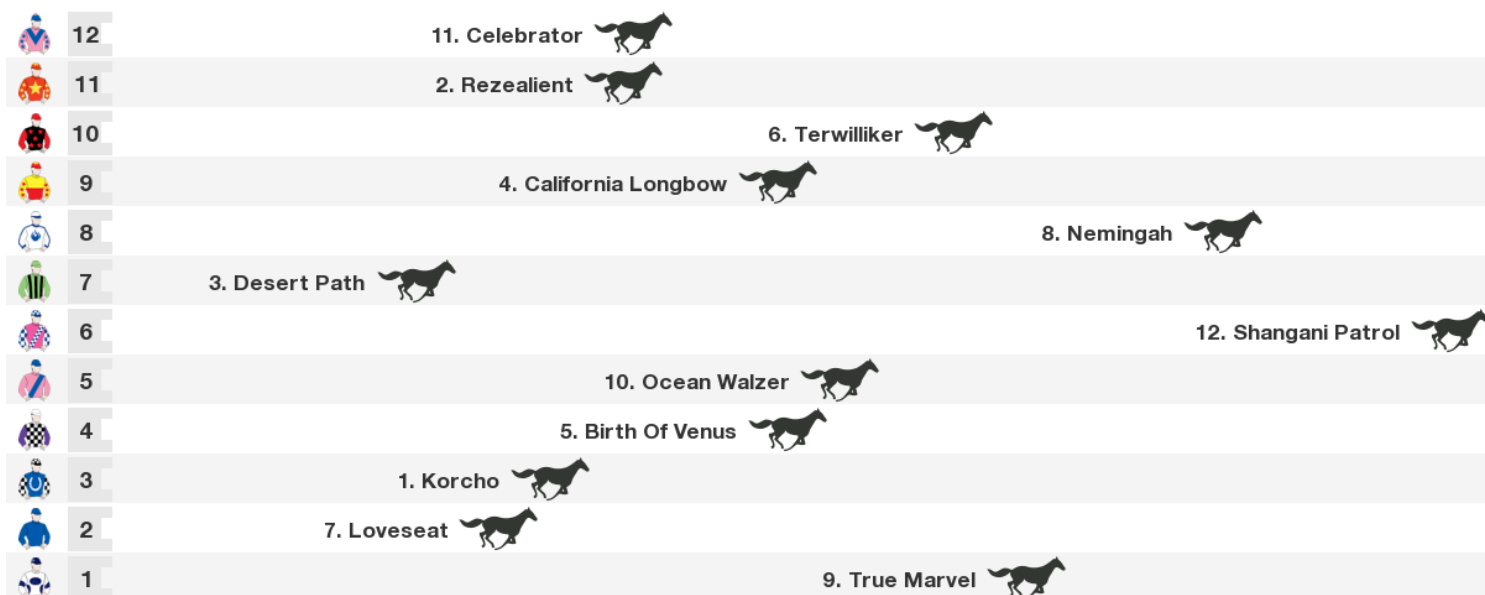 12 11. Celebrator
11 2. Rezealient
10 6. Terwilliker
9 4. California Longbow
8 8. Nemingah
7 3. Desert Path
6 12. Shangani Patrol
5 10. Ocean Walzer
4 5. Birth Of Venus
3 1. Korcho
2 7. Loveseat
1 9. True Marvel